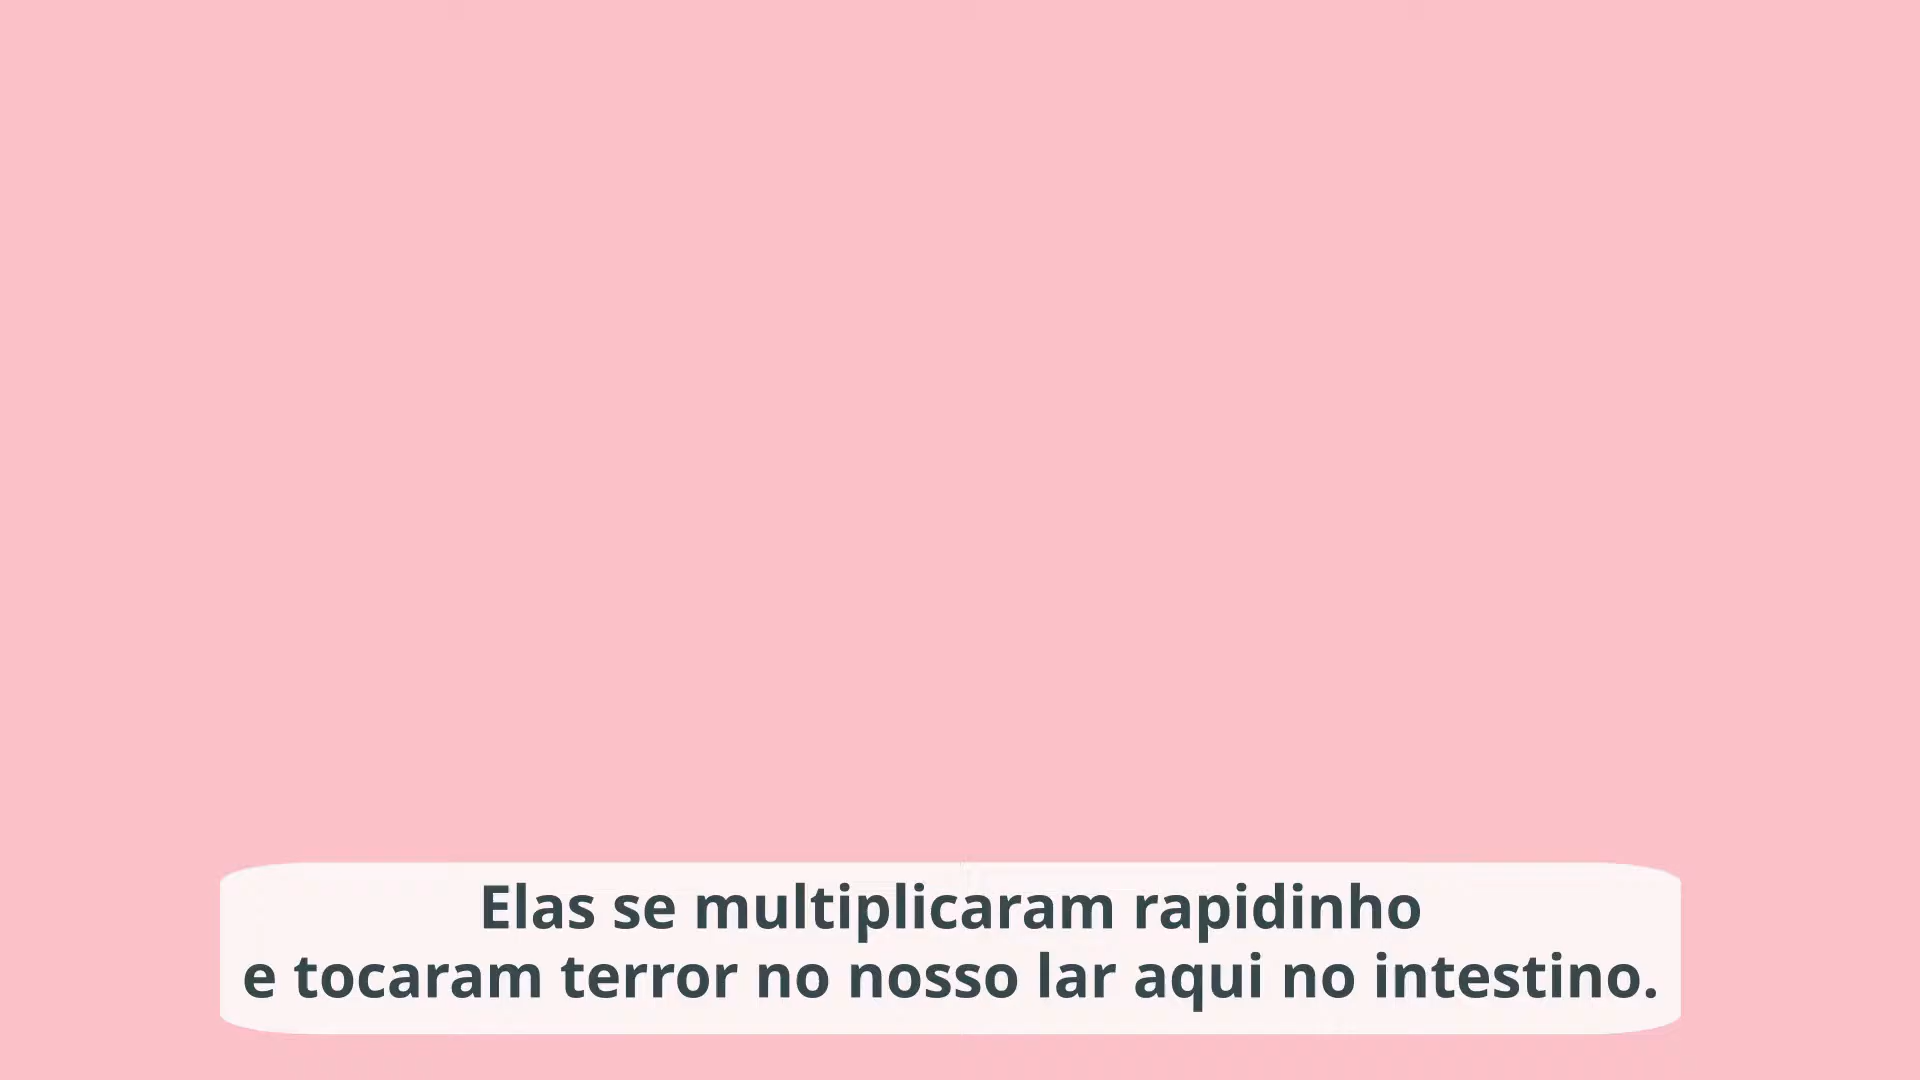 Elas se multiplicaram rapidinho
e tocaram terror no nosso lar aqui no intestino.